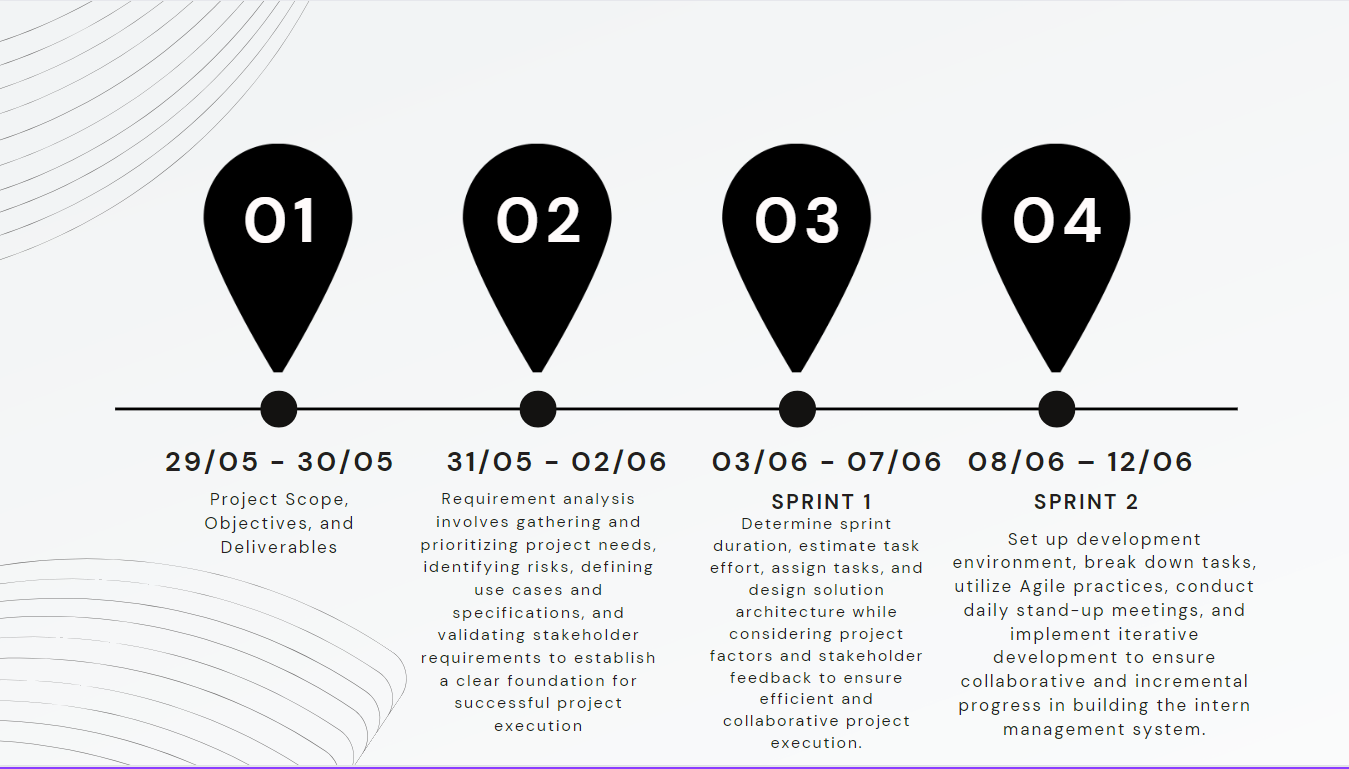 01
02
03
04
29/05 - 30/05
Project Scope,
Objectives, and
Deliverables
31/05 - 02/06
Requirement analysis
involves gathering and
prioritizing project needs,
identifying risks, defining
use cases and
specifications, and
validating stakeholder
requirements to establish
a clear foundation for
successful project
execution
03/06 - 07/06
SPRINT 1
Determine sprint
duration, estimate task
effort, assign tasks, and
design solution
architecture while
considering project
factors and stakeholder
feedback to ensure
efficient and
collaborative project
execution.
08/06 – 12/06
SPRINT 2
Set up development
environment, break down tasks,
utilize Agile practices, conduct
daily stand-up meetings, and
implement iterative
development to ensure
collaborative and incremental
progress in building the intern
management system.